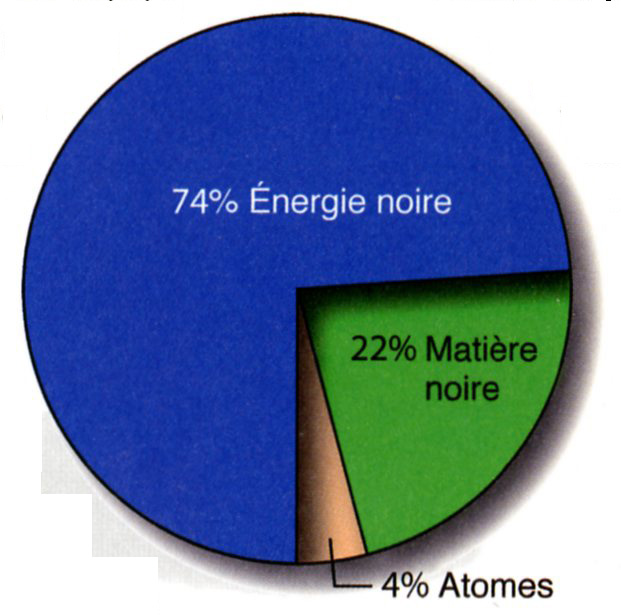 74% Énergie noire
22% Matière
noire
4% Atomes